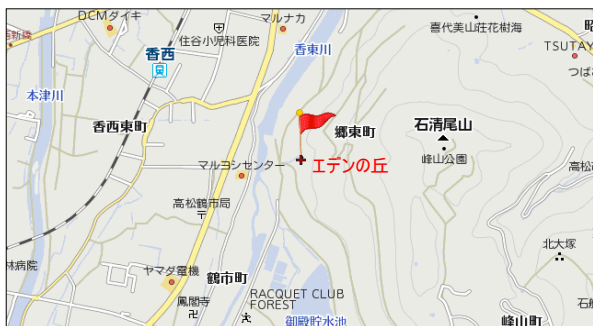 DCMダイキ
マルナカ
喜代美山荘花樹海
住谷小児科医院
香東川
TSUTAY
香西
つば
本津川
香西東町
郷東町
石清尾山
峰山公園
マルヨシセンター
エデンの丘
高松
高松鶴市局
北大塚
林病院
ヤマダ電機
鶴市町
RACQUET CLUB
FOREST
鳳閣寺
御殿貯水池
峰山町
石船